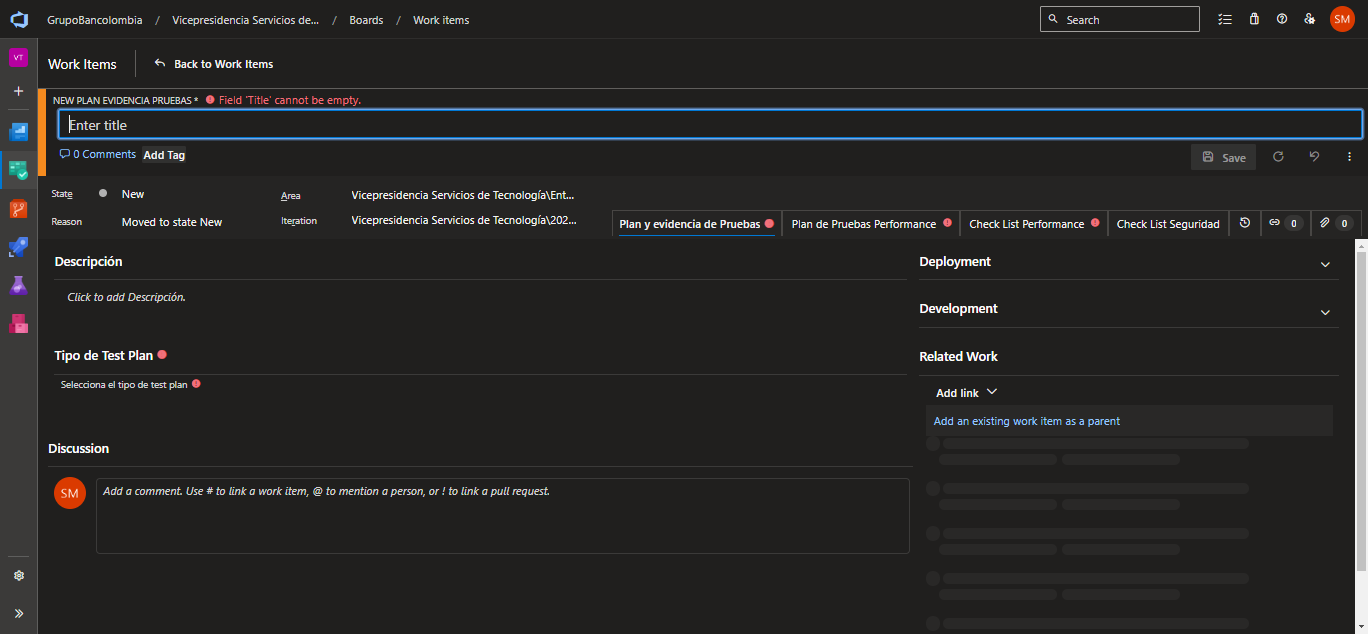 GrupoBancolombia / Vicepresidencia Servicios de... / Boards / Work items
Search
SM
VT
Work Items
Back to Work Items
NEW PLAN EVIDENCIA PRUEBAS * Field 'Title' cannot be empty.
Enter title
0 Comments
Add Tag
Save
State
New
Area
Vicepresidencia Servicios de Tecnología\Ent...
Reason
Moved to state New
Iteration
Vicepresidencia Servicios de Tecnología\202...
Plan y evidencia de Pruebas
Plan de Pruebas Performance
Check List Performance
Check List Seguridad
0
0
Descripción
Click to add Descripción.
Tipo de Test Plan
Selecciona el tipo de test plan
Discussion
SM
Add a comment. Use # to link a work item, @ to mention a person, or ! to link a pull request.
Deployment
Development
Related Work
Add link
Add an existing work item as a parent